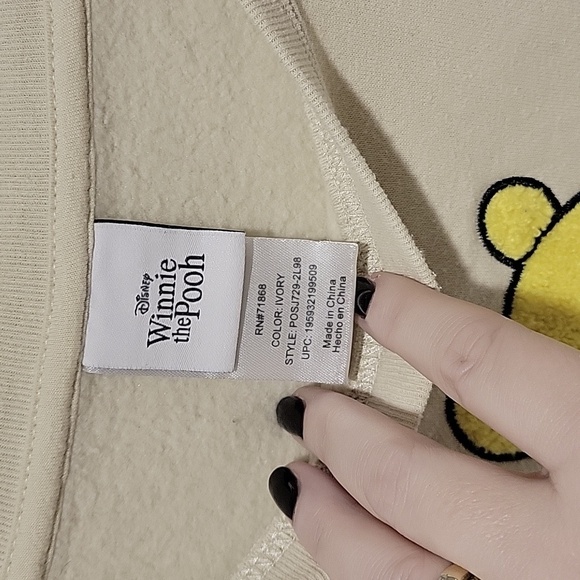 Disney
Winnie
the Pooh
RN#71868
COLOR: IVORY
STYLE: POSJ729-2L98
UPC: 195932199509
Made in China
Hecho en China